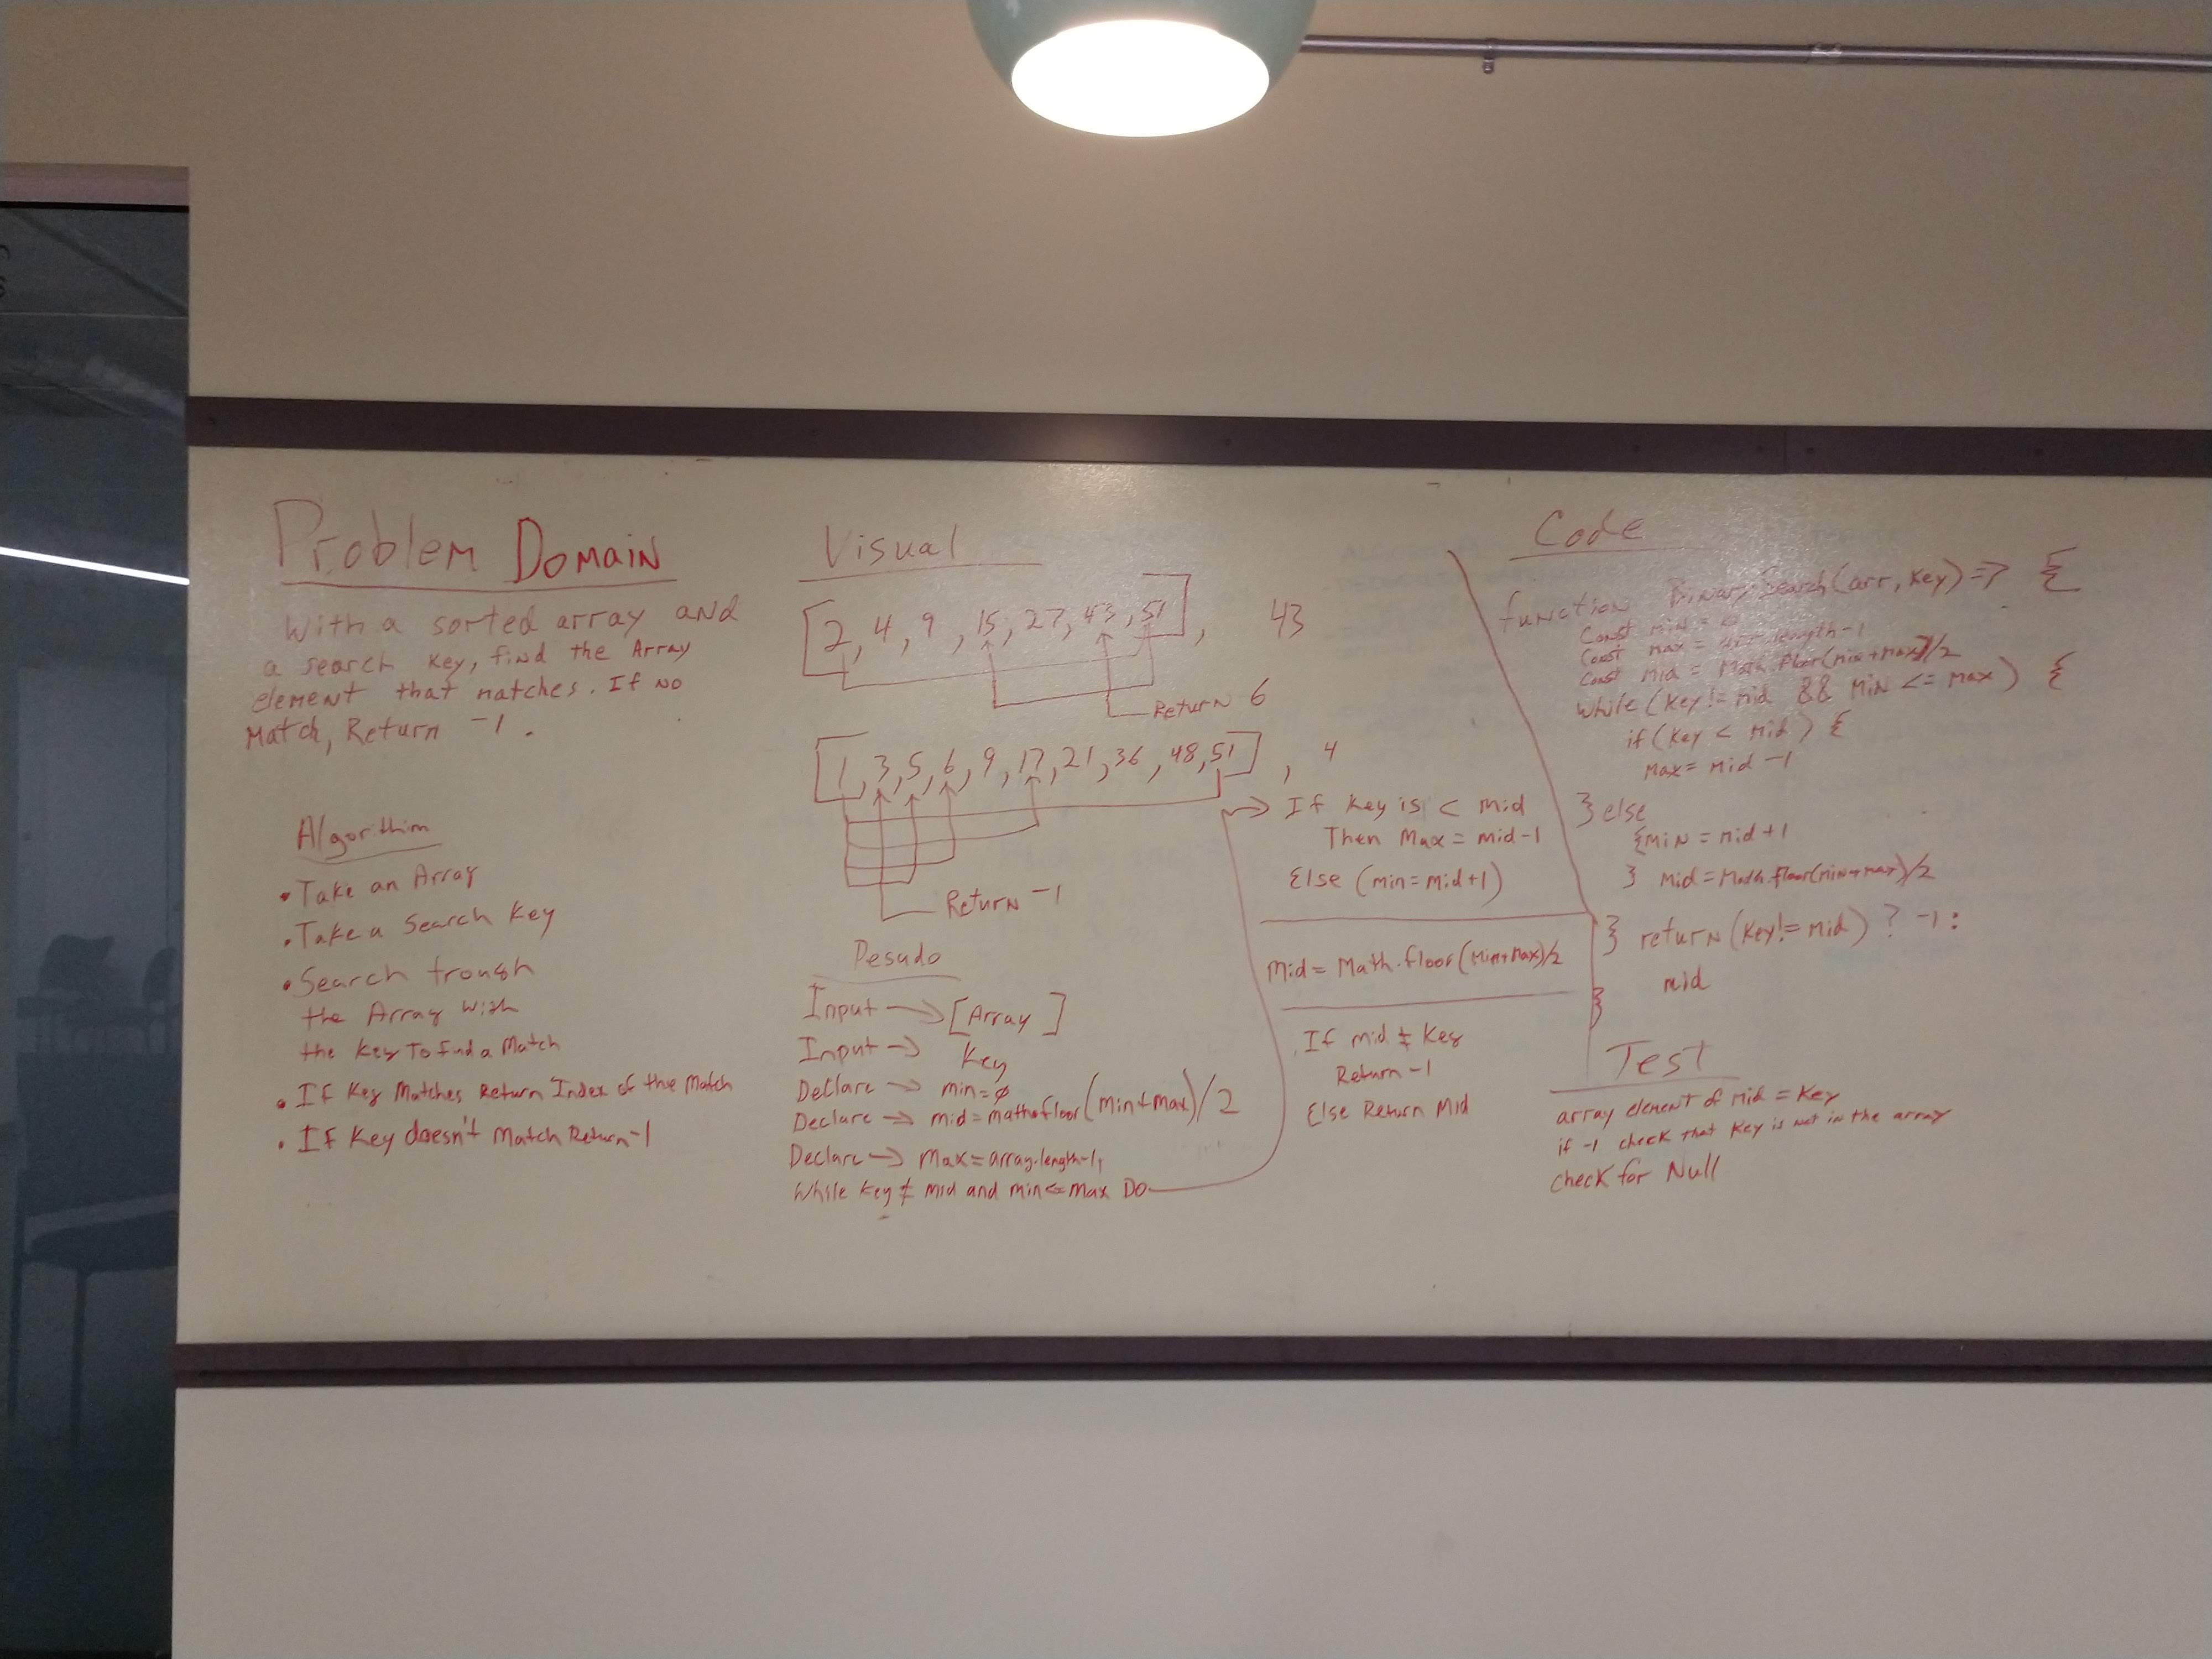 Problem Domain
With a sorted array and
a search key, find the Array
element that matches. If no
Match, Return -1.
Algorithim
• Take an Array
• Take a Search Key
• Search trough
the Array with
the Key To find a Match
• If Key Matches Return Index of the Match
• If Key doesn't Match Return -1
Visual
[2, 4, 9, 15, 27, 43, 51], 43
Return 6
[1, 3, 5, 6, 9, 17, 21, 36, 48, 51], 4
Return -1
Pesudo
Input → [Array]
Input → Key
Declare → min = 0
Declare → mid = math.floor(min+max)/2
Declare → Max = array.length-1,
While Key ≠ mid and min <= max Do
If Key is < mid
Then Max = mid-1
Else (min = mid+1)
Mid = Math.floor(min+max)/2
If mid ≠ Key
Return -1
Else Return Mid
Code
function BinarySearch(arr, key) => {
Const min = 0
Const max = arr.length-1
Const mid = Math.floor(min+max)/2
while (key != mid && min <= max) {
if (key < mid) {
Max = mid -1
} else
{min = mid+1
} mid = Math.floor(min+max)/2
} return (key != mid) ? -1 :
mid
}
Test
array element of mid = key
if -1 check that key is not in the array
check for Null